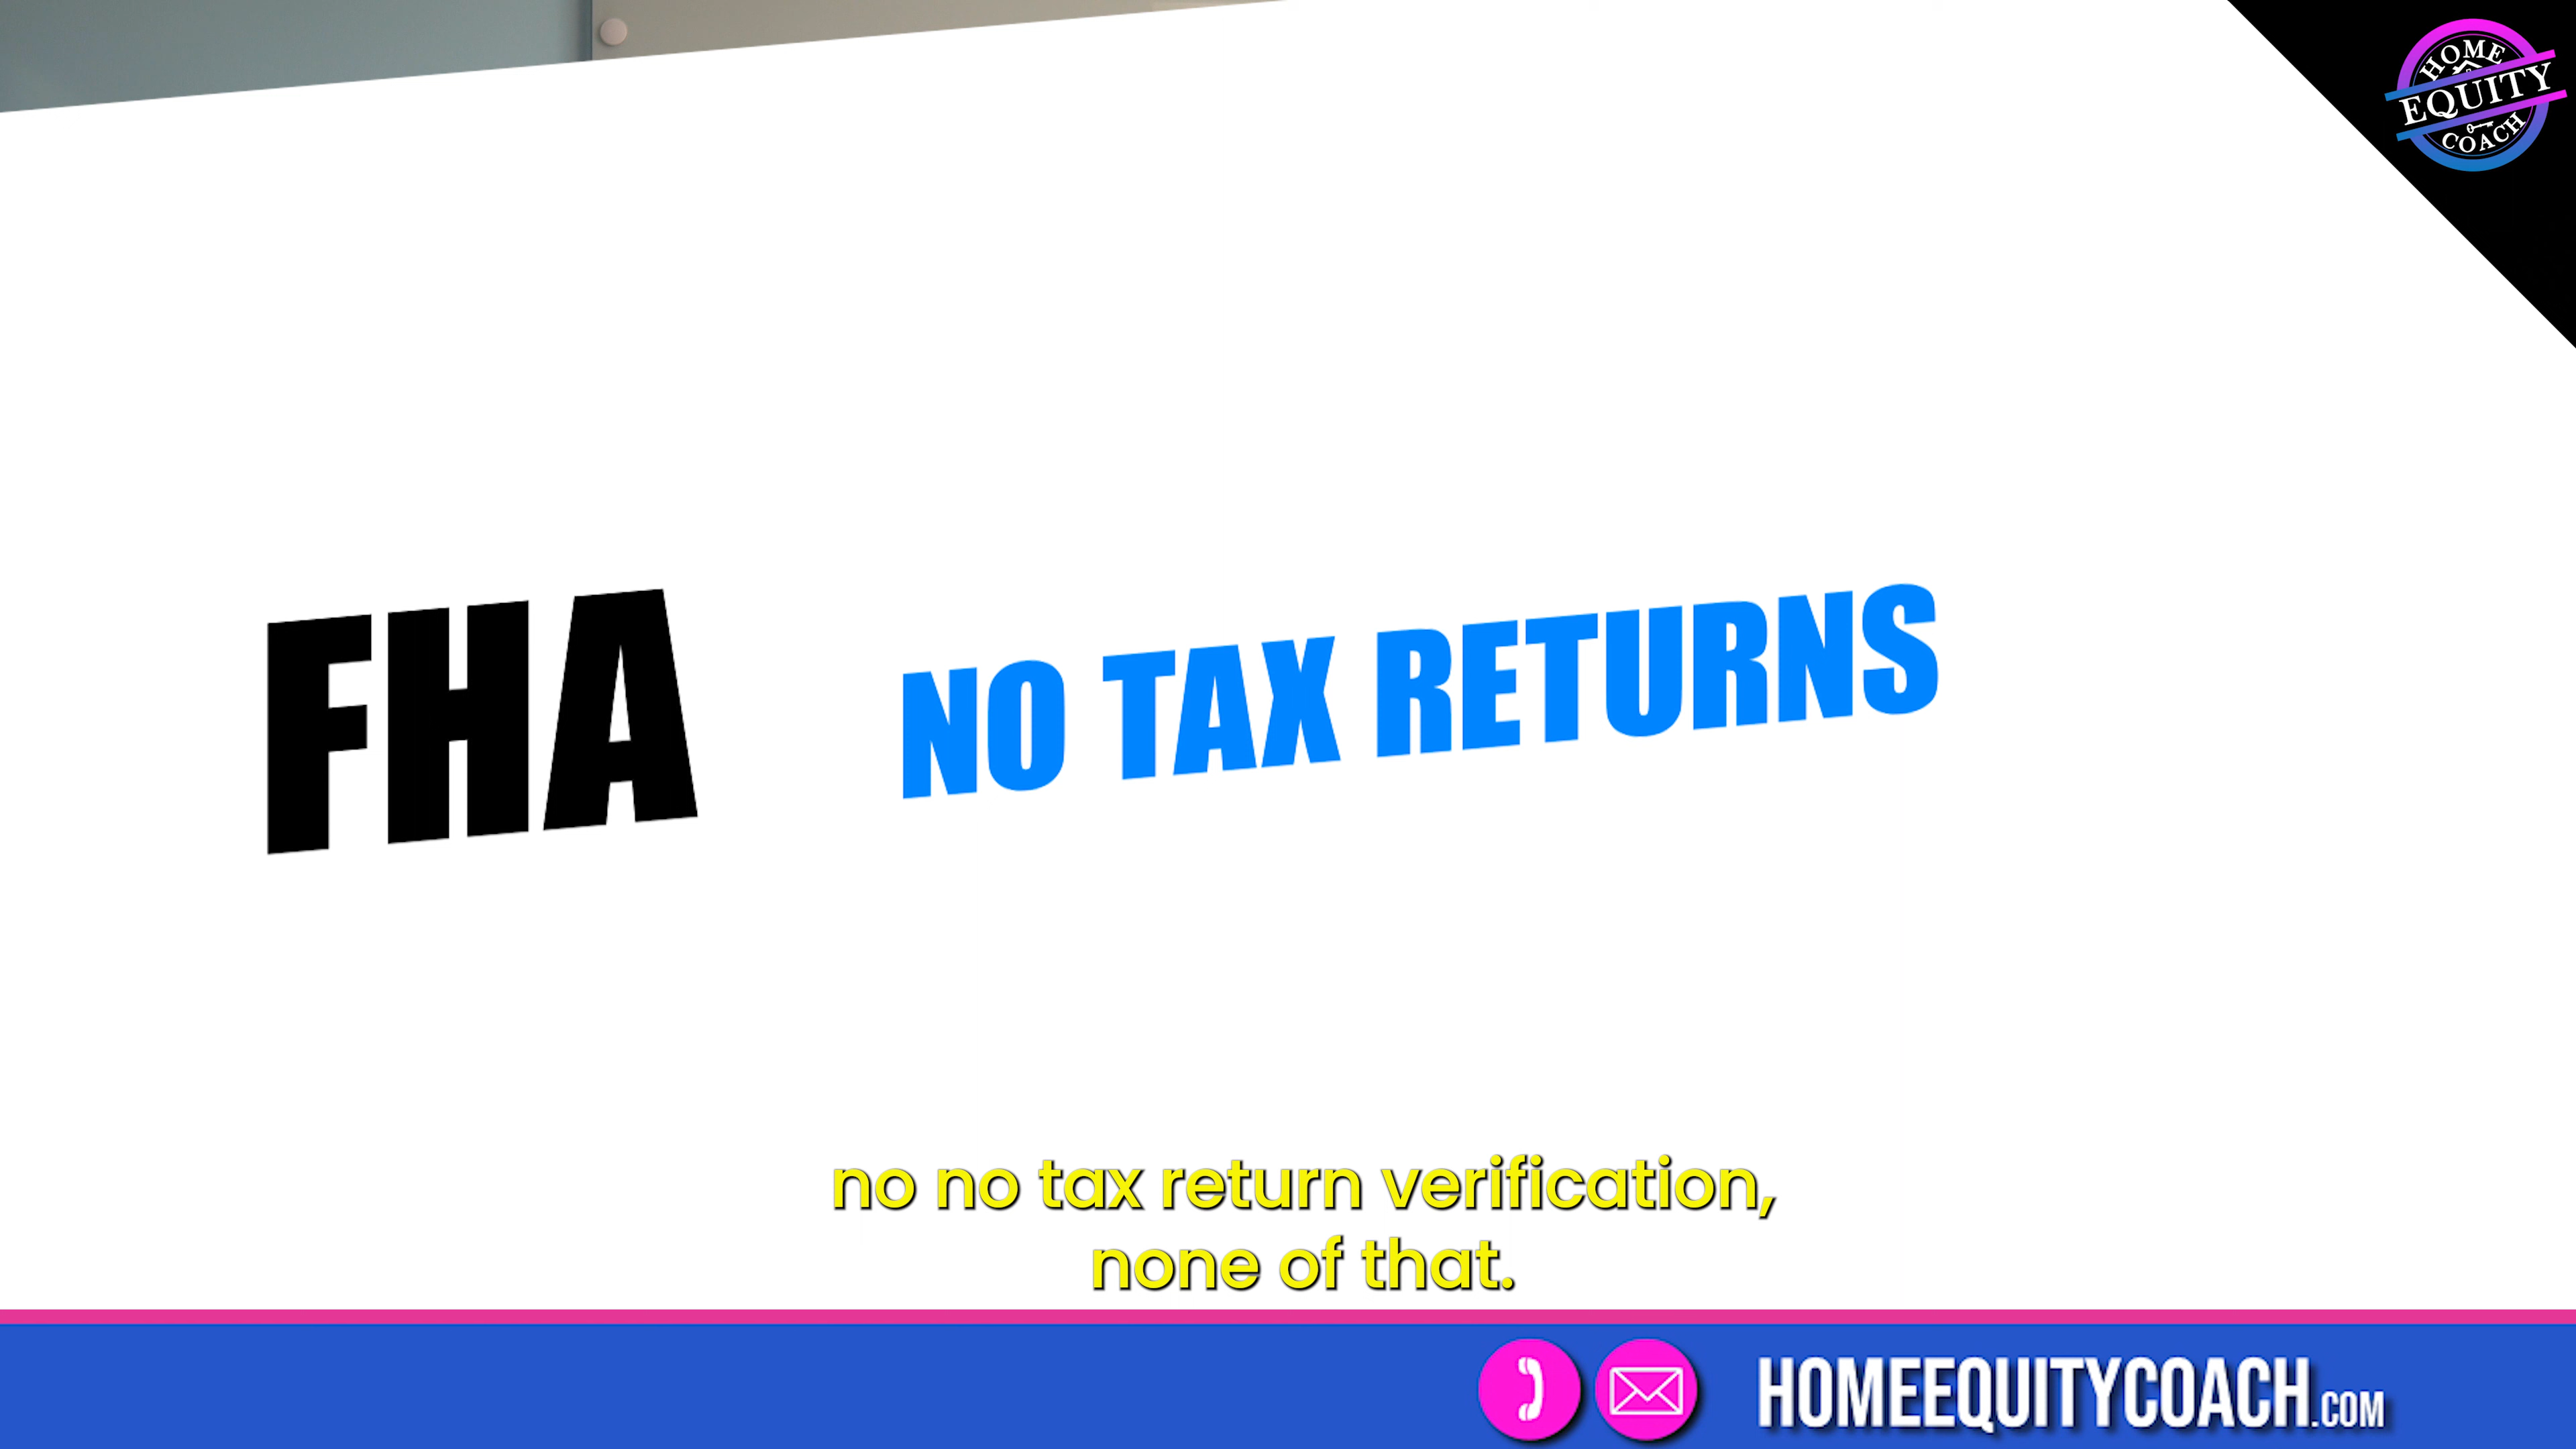 HOME
EQUITY
COACH
FHA
NO TAX RETURNS
no no tax return verification,
none of that.
HOMEEQUITYCOACH.COM